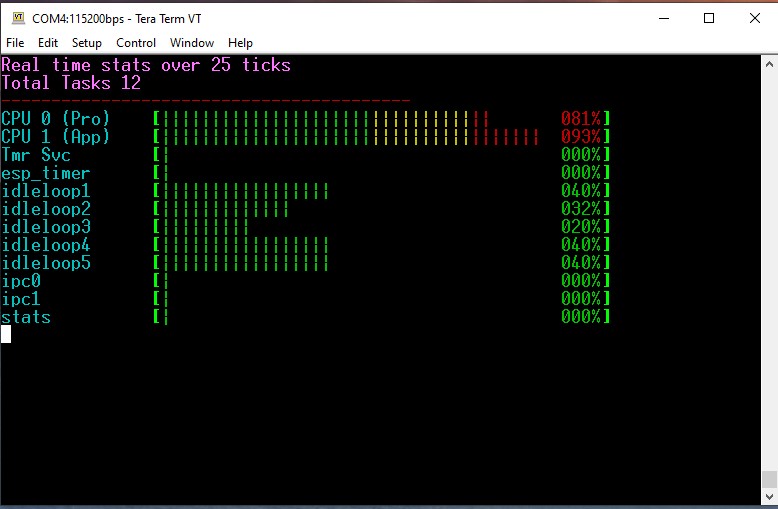 COM4:115200bps - Tera Term VT
File Edit Setup Control Window Help
Real time stats over 25 ticks
Total Tasks 12
-----------------------------------------
CPU 0 (Pro) [||||||||||||||||||||||||||||||||| 081%]
CPU 1 (App) [||||||||||||||||||||||||||||||||||||||| 093%]
Tmr Svc [| 000%]
esp_timer [| 000%]
idleloop1 [||||||||||||||||| 040%]
idleloop2 [||||||||||||| 032%]
idleloop3 [||||||||| 020%]
idleloop4 [||||||||||||||||| 040%]
idleloop5 [||||||||||||||||| 040%]
ipc0 [| 000%]
ipc1 [| 000%]
stats [| 000%]